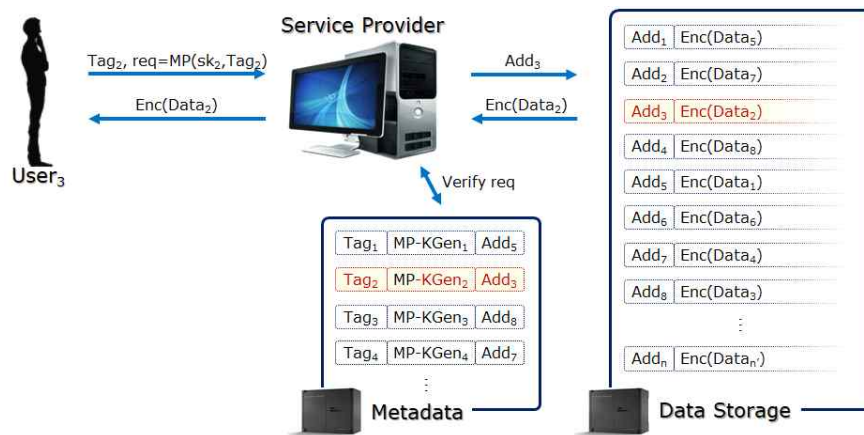 Service Provider
Tag₂, req=MP(sk₂,Tag₂)
Enc(Data₂)
User₃
Add₃
Enc(Data₂)
Verify req
Tag₁ MP-KGen₁ Add₅
Tag₂ MP-KGen₂ Add₃
Tag₃ MP-KGen₃ Add₈
Tag₄ MP-KGen₄ Add₇
⋮
Metadata
Add₁ Enc(Data₅)
Add₂ Enc(Data₇)
Add₃ Enc(Data₂)
Add₄ Enc(Data₈)
Add₅ Enc(Data₁)
Add₆ Enc(Data₆)
Add₇ Enc(Data₄)
Add₈ Enc(Data₃)
⋮
Addₙ Enc(Dataₙ′)
Data Storage